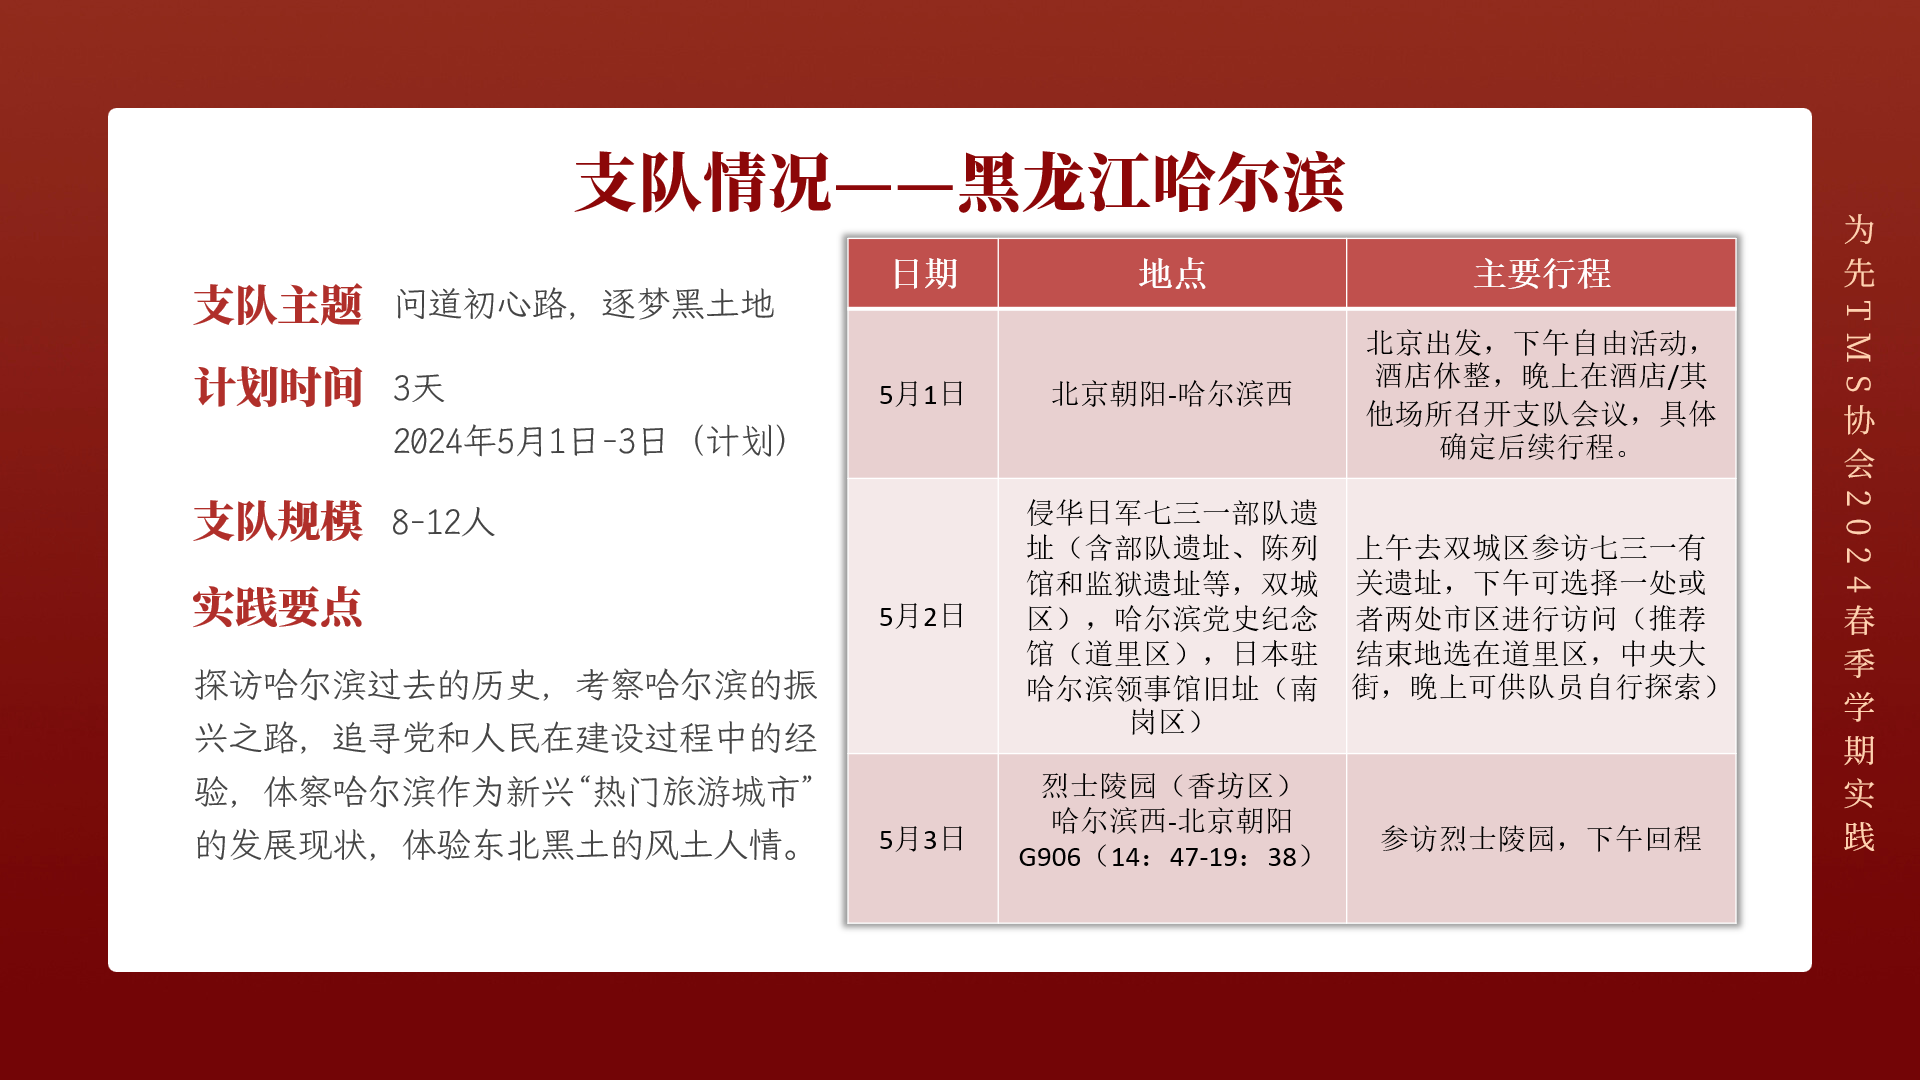 支队情况——黑龙江哈尔滨
支队主题
问道初心路，逐梦黑土地
计划时间
3天
2024年5月1日-3日（计划）
支队规模
8-12人
实践要点
探访哈尔滨过去的历史，考察哈尔滨的振
兴之路，追寻党和人民在建设过程中的经
验，体察哈尔滨作为新兴“热门旅游城市”
的发展现状，体验东北黑土的风土人情。
日期
地点
主要行程
5月1日
北京朝阳-哈尔滨西
北京出发，下午自由活动，
酒店休整，晚上在酒店/其
他场所召开支队会议，具体
确定后续行程。
5月2日
侵华日军七三一部队遗
址（含部队遗址、陈列
馆和监狱遗址等，双城
区），哈尔滨党史纪念
馆（道里区），日本驻
哈尔滨领事馆旧址（南
岗区）
上午去双城区参访七三一有
关遗址，下午可选择一处或
者两处市区进行访问（推荐
结束地选在道里区，中央大
街，晚上可供队员自行探索）
5月3日
烈士陵园（香坊区）
哈尔滨西-北京朝阳
G906（14：47-19：38）
参访烈士陵园，下午回程
为先TMS协会2024春季学期实践